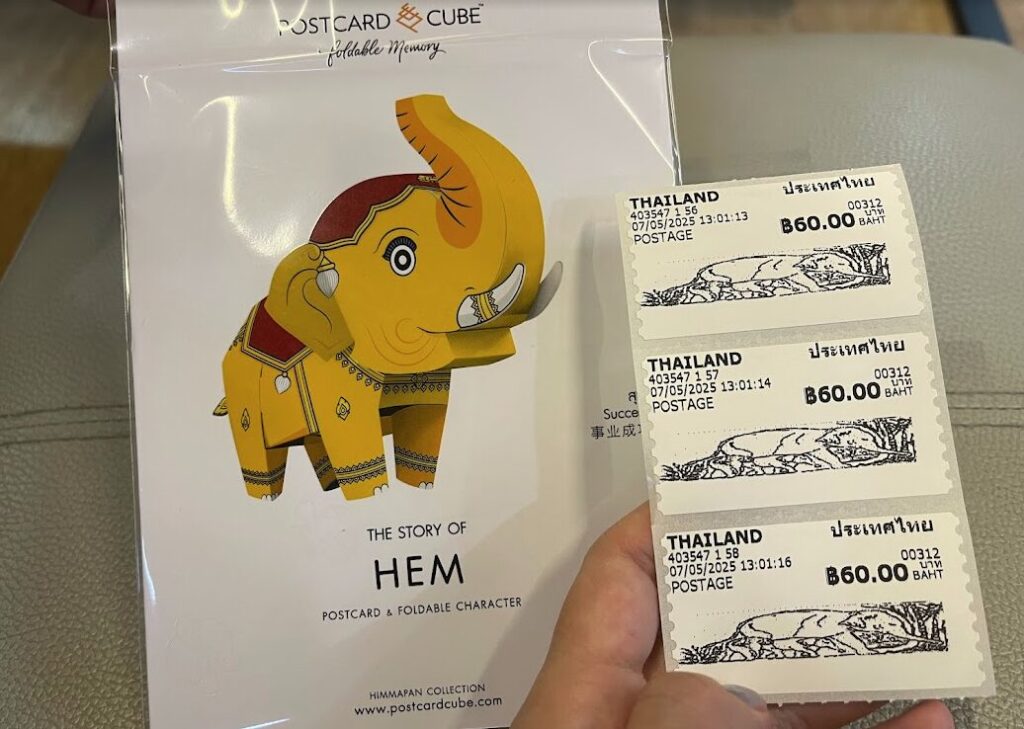 POSTCARD CUBE™
foldable Memory
Succe
事业成
THE STORY OF
HEM
POSTCARD & FOLDABLE CHARACTER
HIMMAPAN COLLECTION
www.postcardcube.com
THAILAND ประเทศไทย
403547 1 56 00312
07/05/2025 13:01:13 ฿60.00 บาท BAHT
POSTAGE
THAILAND ประเทศไทย
403547 1 57 00312
07/05/2025 13:01:14 ฿60.00 บาท BAHT
POSTAGE
THAILAND ประเทศไทย
403547 1 58 00312
07/05/2025 13:01:16 ฿60.00 บาท BAHT
POSTAGE